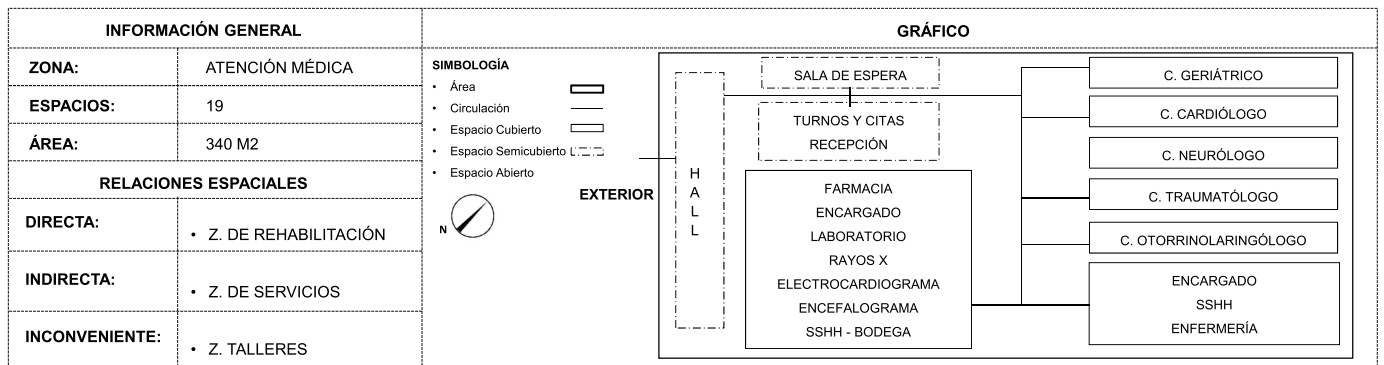 INFORMACIÓN GENERAL
ZONA: ATENCIÓN MÉDICA
ESPACIOS: 19
ÁREA: 340 M2
RELACIONES ESPACIALES
DIRECTA:
• Z. DE REHABILITACIÓN
INDIRECTA:
• Z. DE SERVICIOS
INCONVENIENTE:
• Z. TALLERES
GRÁFICO
SIMBOLOGÍA
• Área
• Circulación
• Espacio Cubierto
• Espacio Semicubierto
• Espacio Abierto
N
EXTERIOR
H
A
L
L
SALA DE ESPERA
TURNOS Y CITAS
RECEPCIÓN
FARMACIA
ENCARGADO
LABORATORIO
RAYOS X
ELECTROCARDIOGRAMA
ENCEFALOGRAMA
SSHH - BODEGA
C. GERIÁTRICO
C. CARDIÓLOGO
C. NEURÓLOGO
C. TRAUMATÓLOGO
C. OTORRINOLARINGÓLOGO
ENCARGADO
SSHH
ENFERMERÍA